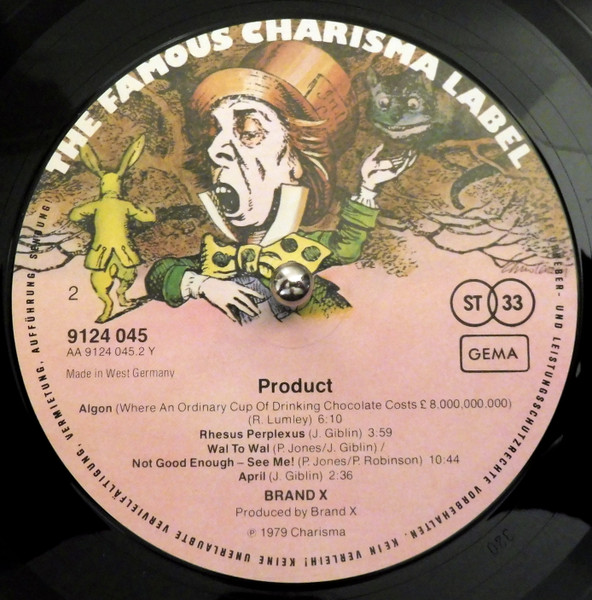 THE FAMOUS CHARISMA LABEL
2
9124 045
AA 9124 045.2 Y
Made in West Germany
ST 33
GEMA
Product
Algon (Where An Ordinary Cup Of Drinking Chocolate Costs £ 8.000,000,000)
(R. Lumley) 6:10
Rhesus Perplexus (J. Giblin) 3:59
Wal To Wal (P. Jones/J. Giblin) /
Not Good Enough – See Me! (P. Jones/P. Robinson) 10:44
April (J. Giblin) 2:36
BRAND X
Produced by Brand X
℗ 1979 Charisma
UND LEISTUNGSSCHUTZRECHTE VORBEHALTEN. KEIN VERLEIH! KEINE UNERLAUBTE VERVIELFÄLTIGUNG, VERMIETUNG, AUFFÜHRUNG, SENDUNG!